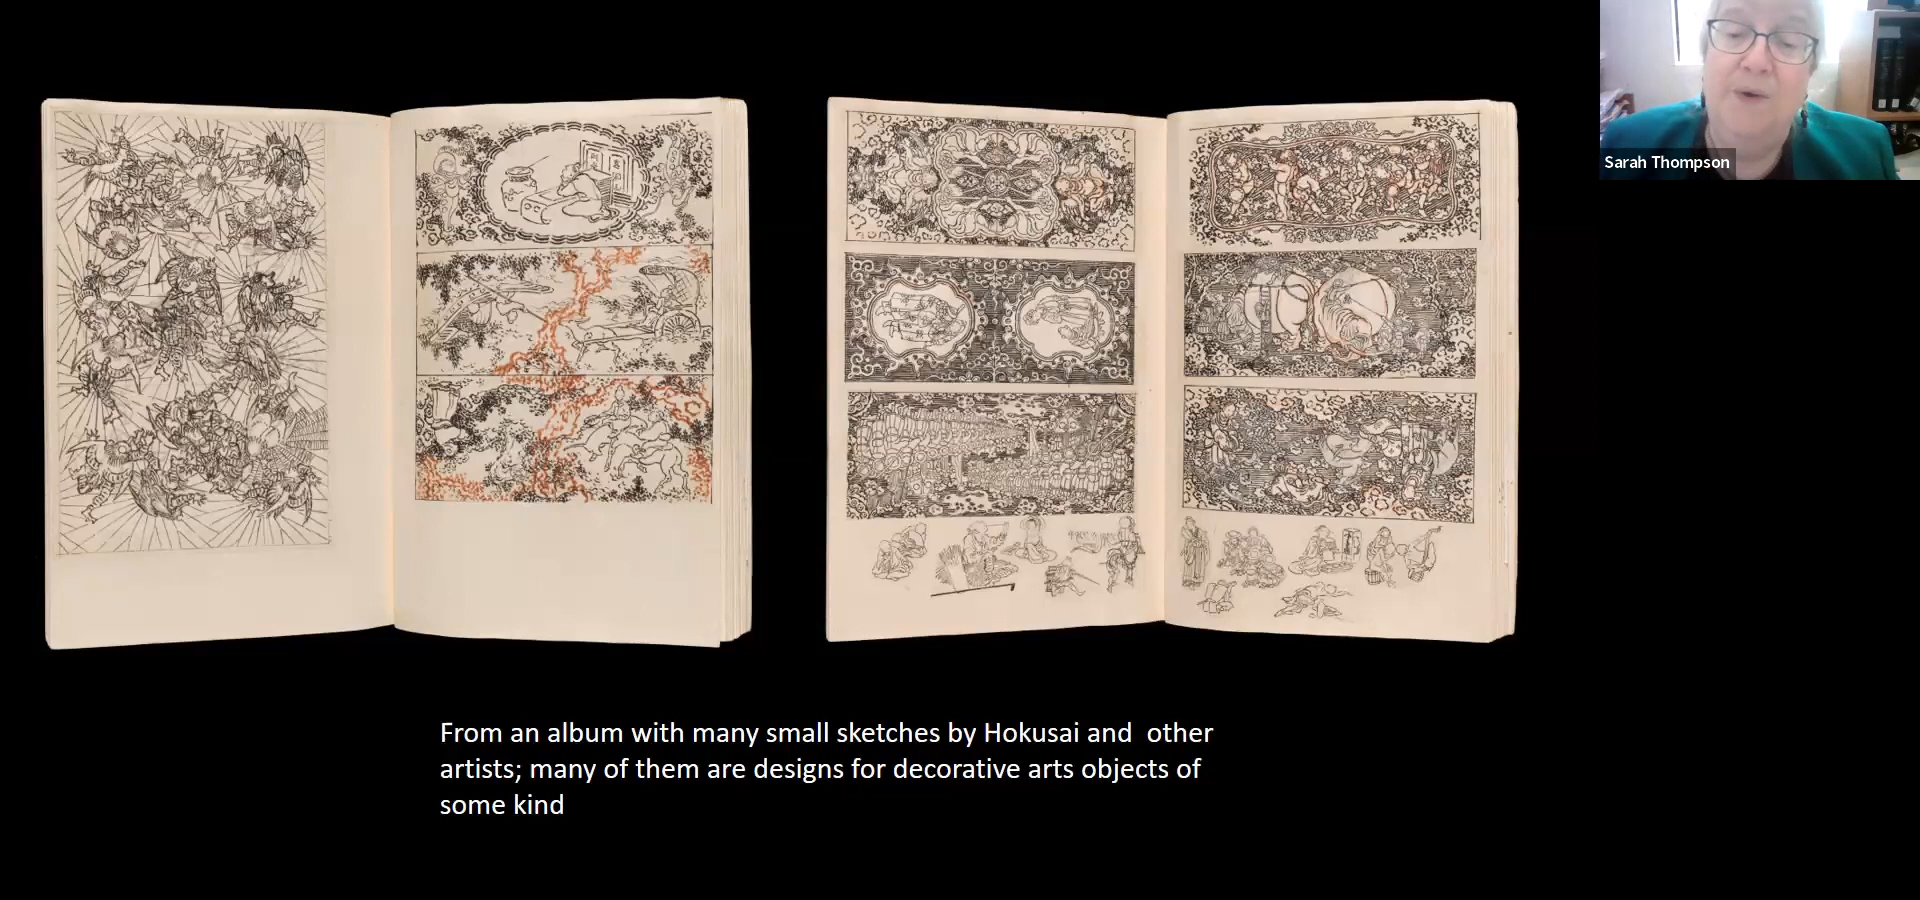 Sarah Thompson
From an album with many small sketches by Hokusai and  other
artists; many of them are designs for decorative arts objects of
some kind